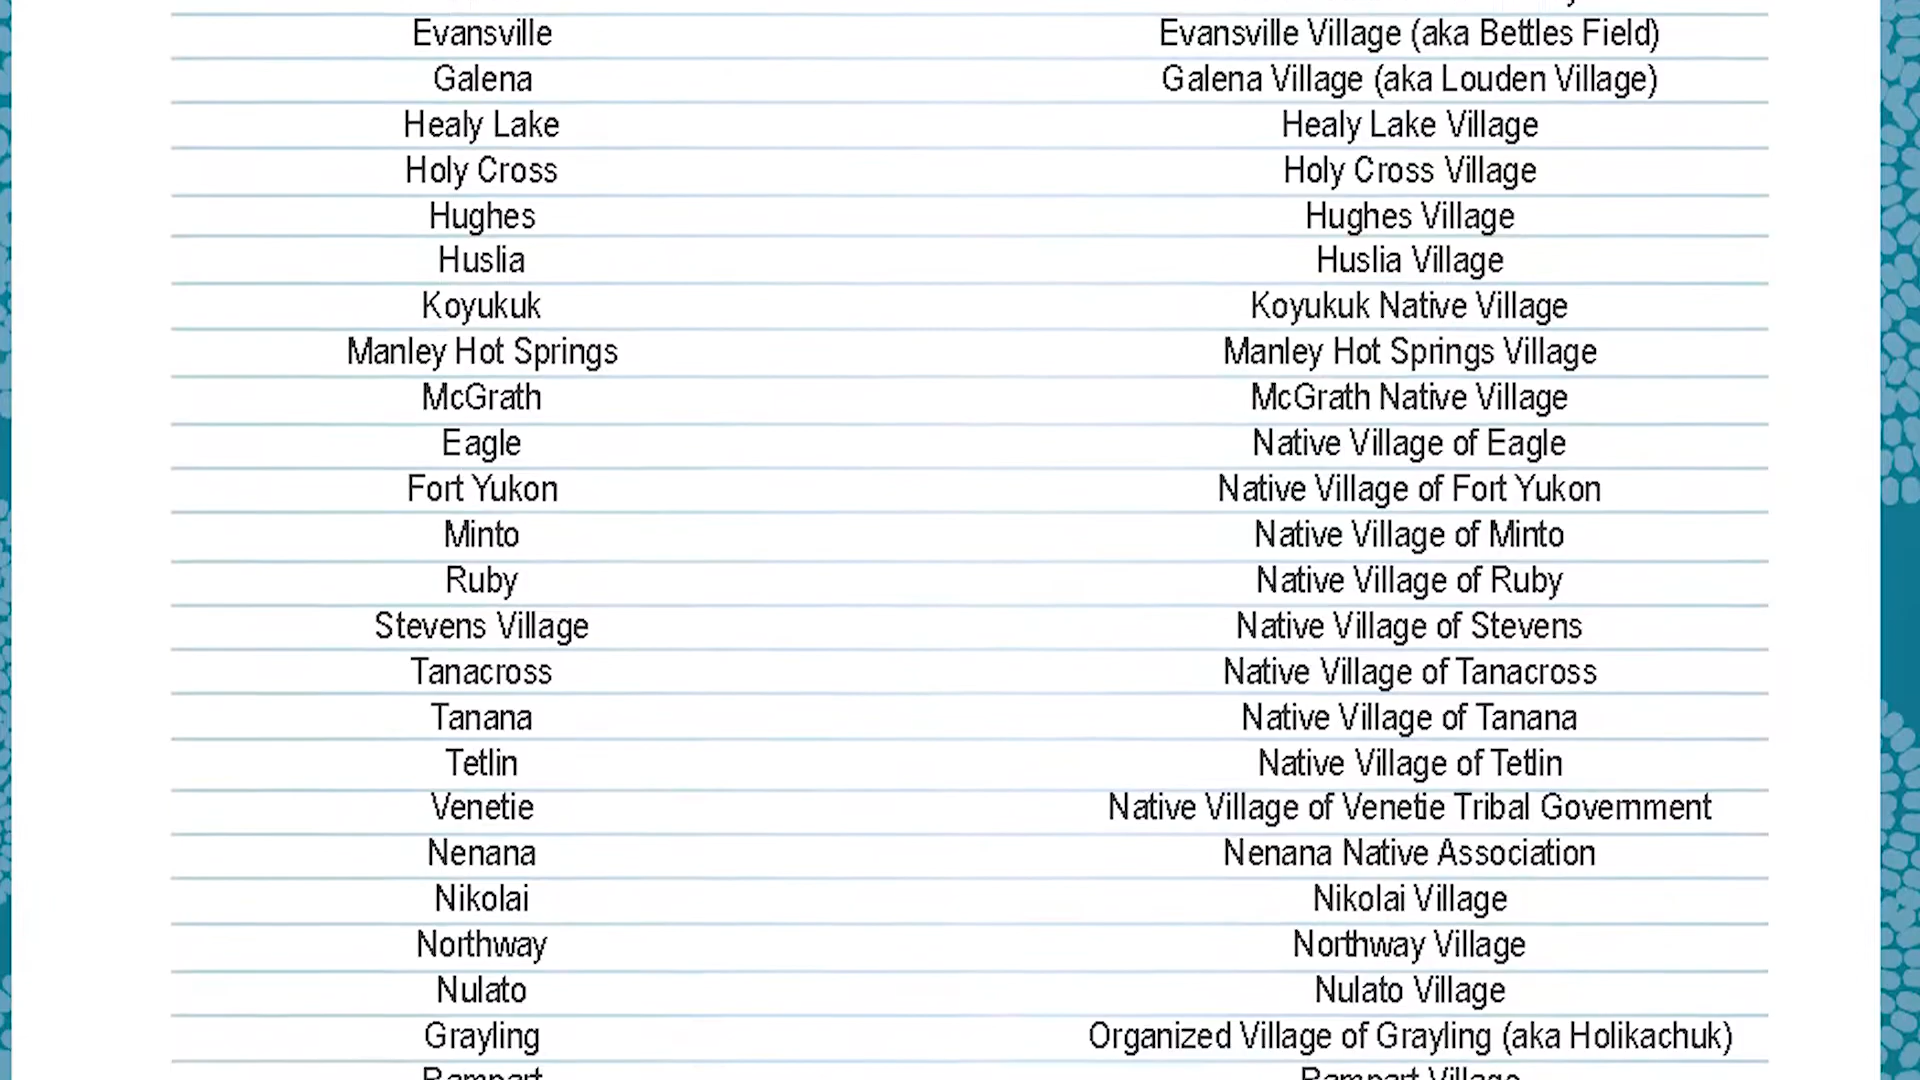 Evansville Evansville Village (aka Bettles Field)
Galena Galena Village (aka Louden Village)
Healy Lake Healy Lake Village
Holy Cross Holy Cross Village
Hughes Hughes Village
Huslia Huslia Village
Koyukuk Koyukuk Native Village
Manley Hot Springs Manley Hot Springs Village
McGrath McGrath Native Village
Eagle Native Village of Eagle
Fort Yukon Native Village of Fort Yukon
Minto Native Village of Minto
Ruby Native Village of Ruby
Stevens Village Native Village of Stevens
Tanacross Native Village of Tanacross
Tanana Native Village of Tanana
Tetlin Native Village of Tetlin
Venetie Native Village of Venetie Tribal Government
Nenana Nenana Native Association
Nikolai Nikolai Village
Northway Northway Village
Nulato Nulato Village
Grayling Organized Village of Grayling (aka Holikachuk)
Rampart Rampart Village